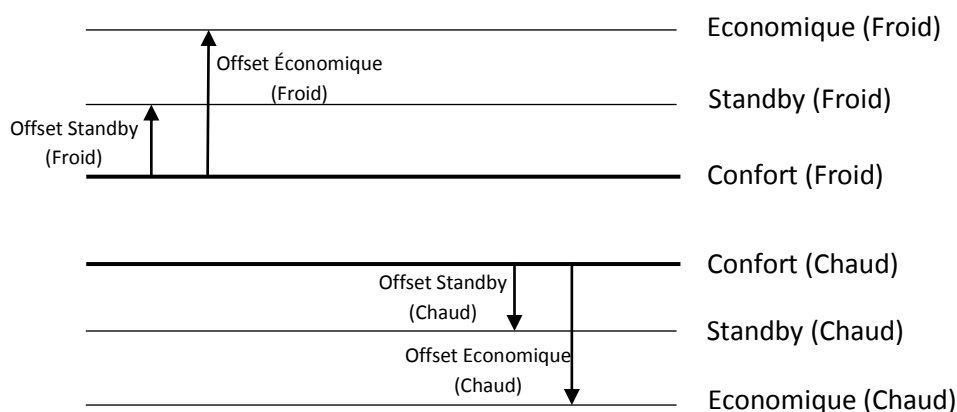 Economique (Froid)
Offset Économique
(Froid)
Standby (Froid)
Offset Standby
(Froid)
Confort (Froid)
Confort (Chaud)
Offset Standby
(Chaud)
Standby (Chaud)
Offset Economique
(Chaud)
Economique (Chaud)